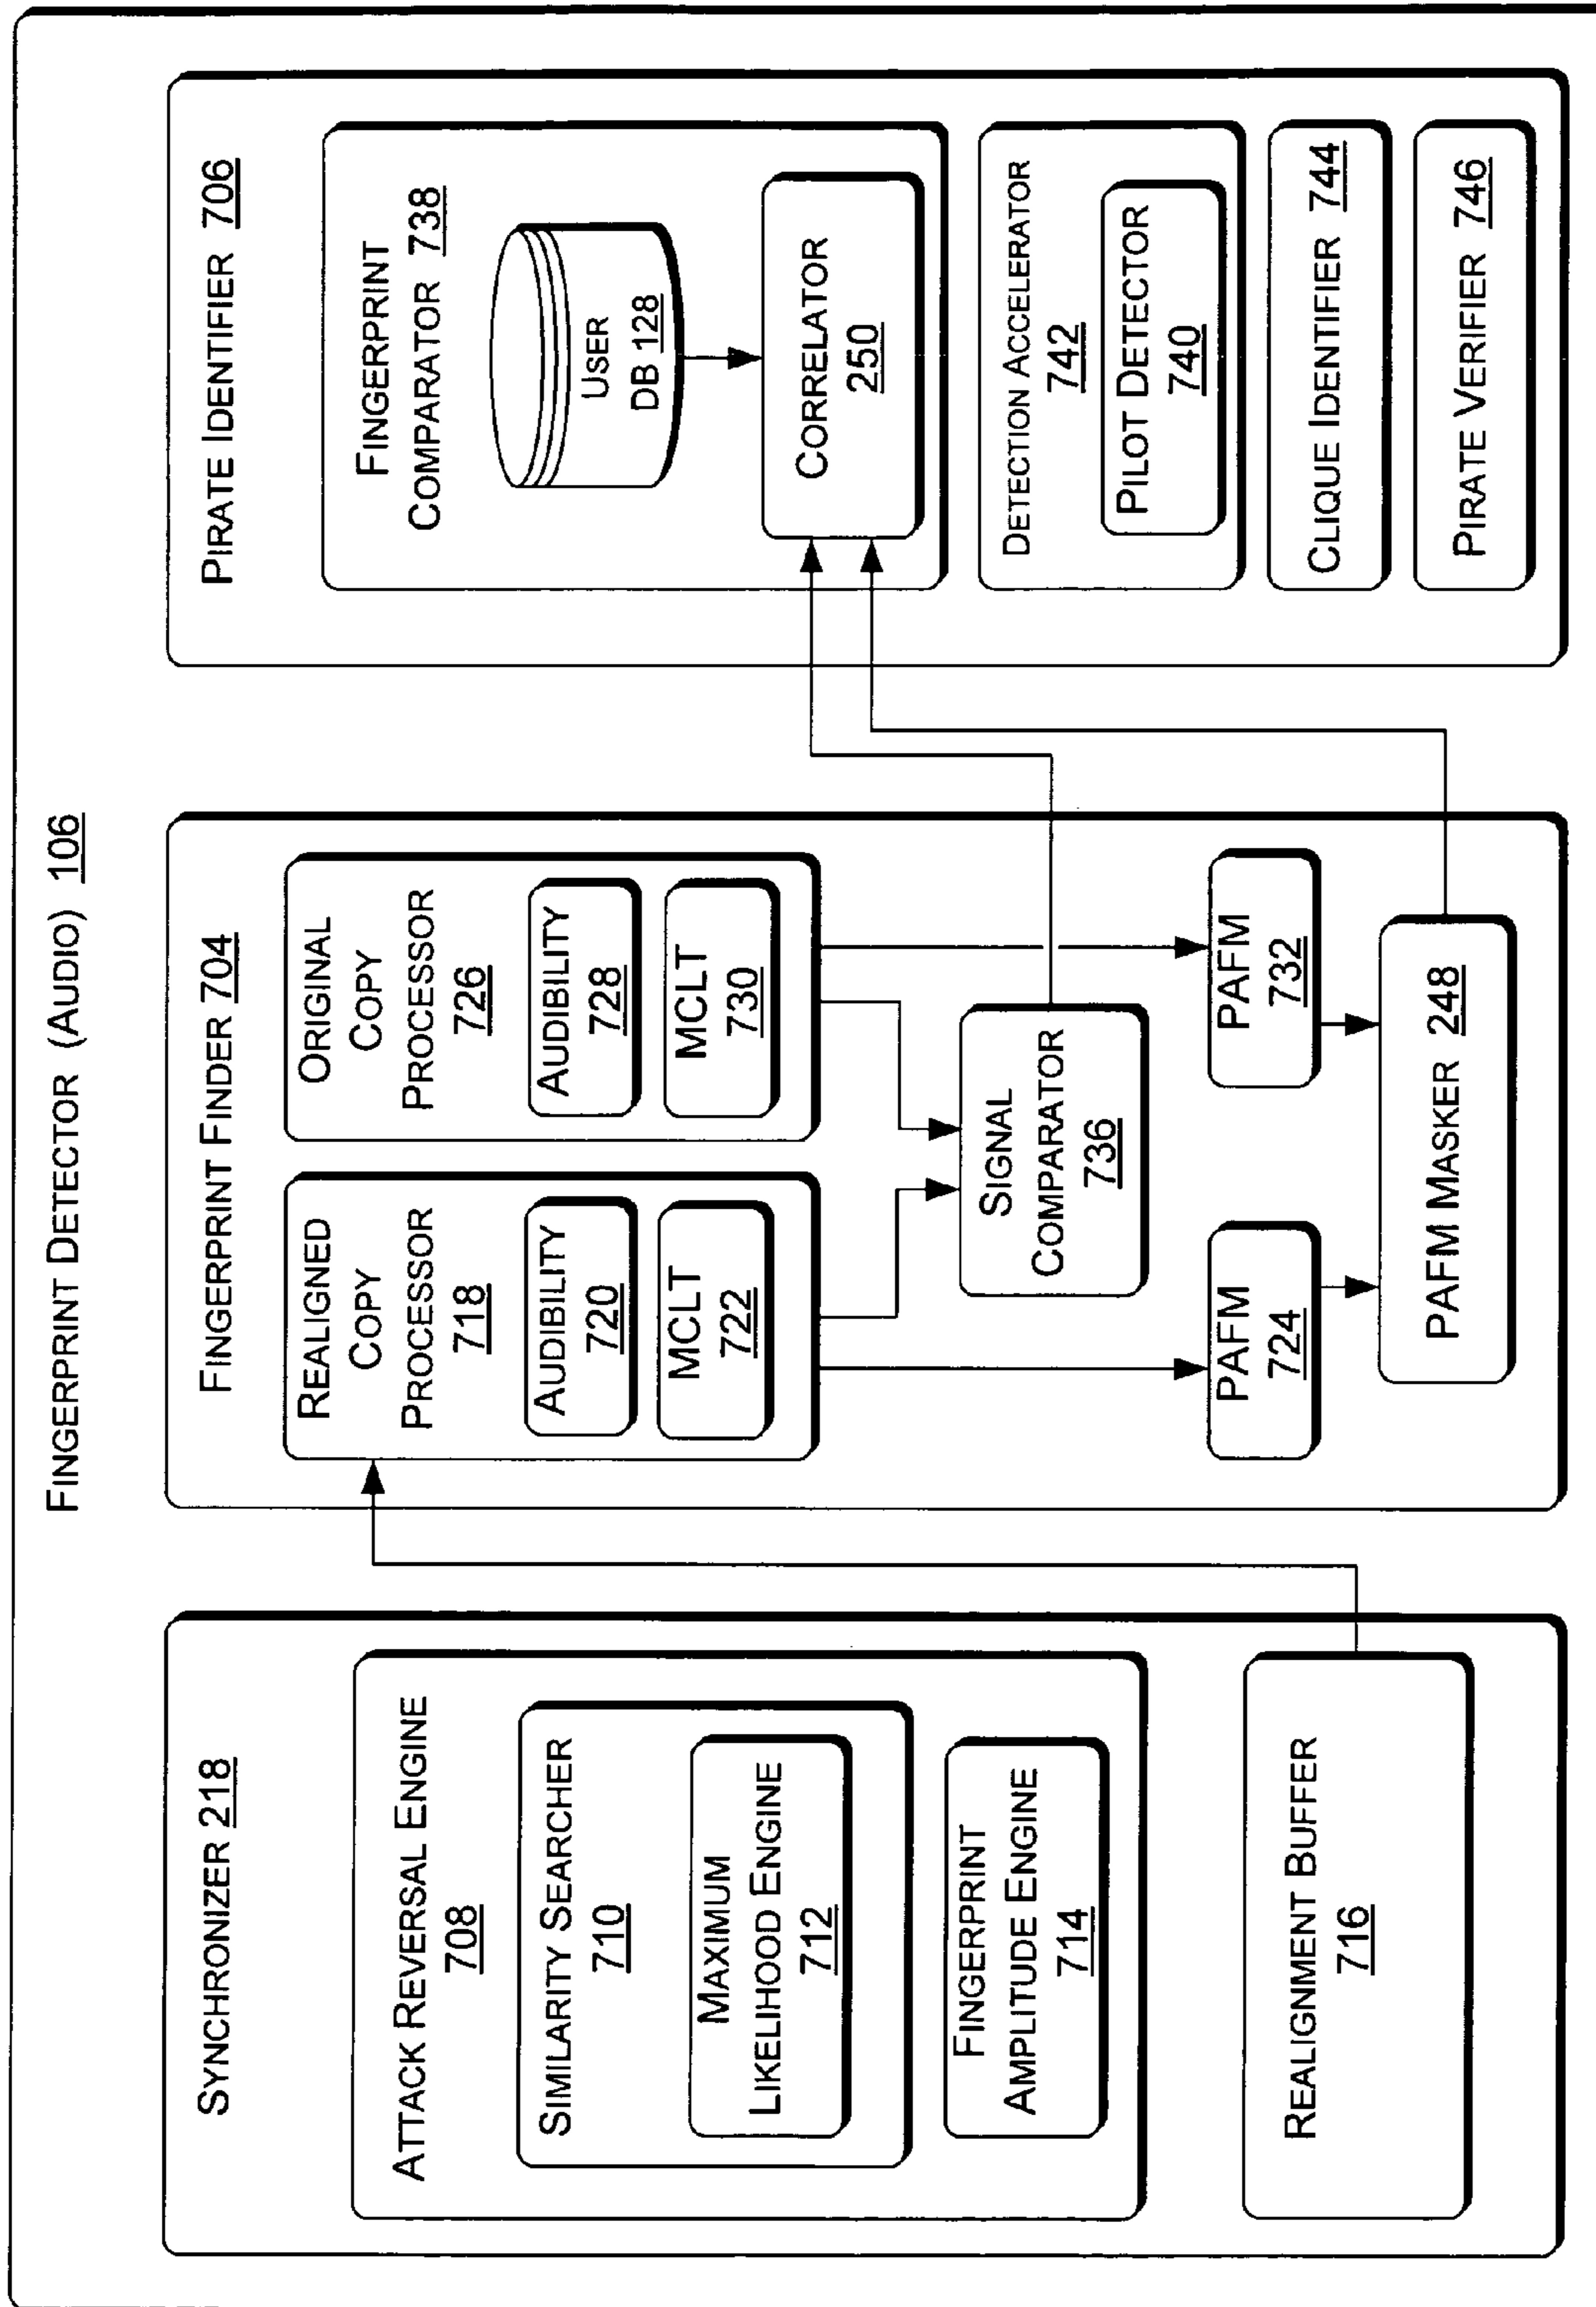 FINGERPRINT DETECTOR (AUDIO) 106
SYNCHRONIZER 218
ATTACK REVERSAL ENGINE
708
SIMILARITY SEARCHER
710
MAXIMUM
LIKELIHOOD ENGINE
712
FINGERPRINT
AMPLITUDE ENGINE
714
REALIGNMENT BUFFER
716
FINGERPRINT FINDER 704
REALIGNED
COPY
PROCESSOR
718
AUDIBILITY
720
MCLT
722
ORIGINAL
COPY
PROCESSOR
726
AUDIBILITY
728
MCLT
730
SIGNAL
COMPARATOR
736
PAFM
724
PAFM
732
PAFM MASKER 248
PIRATE IDENTIFIER 706
FINGERPRINT
COMPARATOR 738
USER
DB 128
CORRELATOR
250
DETECTION ACCELERATOR
742
PILOT DETECTOR
740
CLIQUE IDENTIFIER 744
PIRATE VERIFIER 746